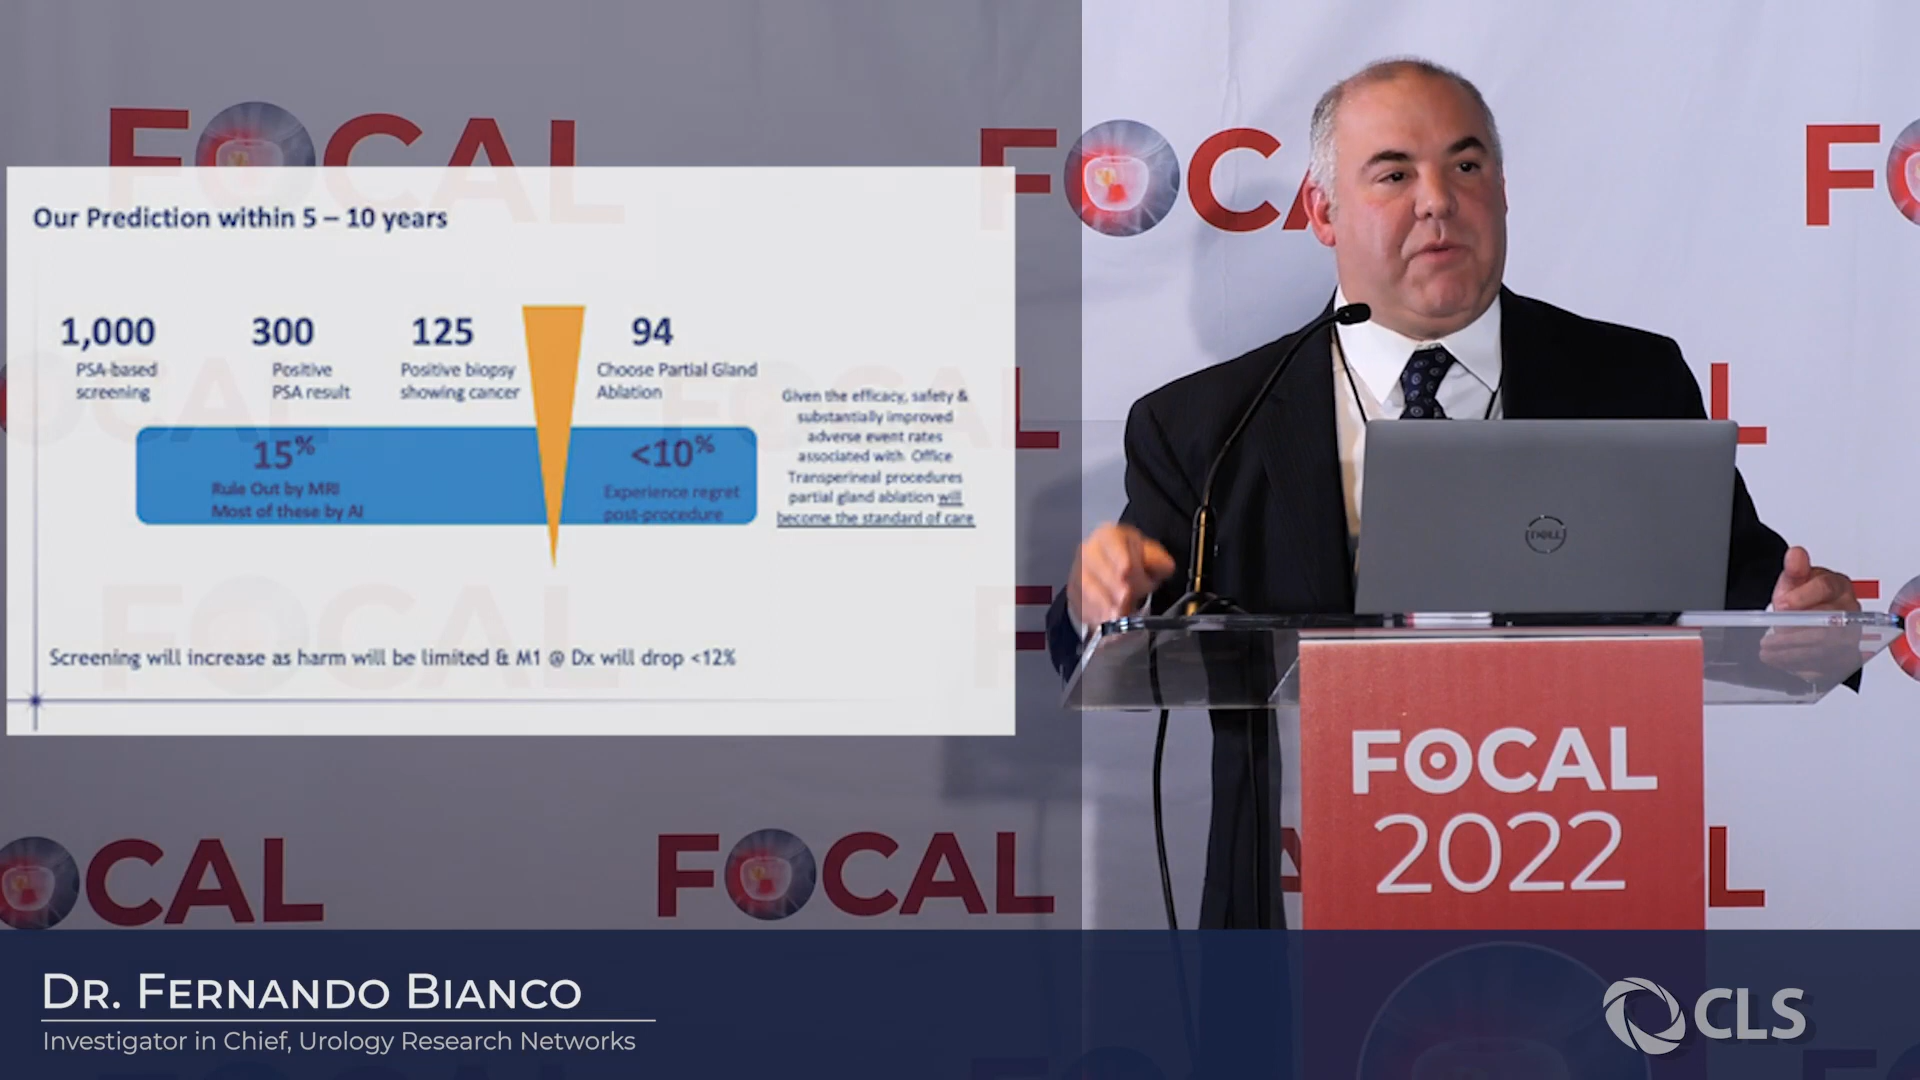 FOCAL
FOCAL
F
Our Prediction within 5 – 10 years
1,000
PSA-based
screening
300
Positive
PSA result
125
Positive biopsy
showing cancer
94
Choose Partial Gland
Ablation
15%
Rule Out by MRI
Most of these by AI
<10%
Experience regret
post-procedure
Given the efficacy, safety &
substantially improved
adverse event rates
associated with Office
Transperineal procedures
partial gland ablation will
become the standard of care
Screening will increase as harm will be limited & M1 @ Dx will drop <12%
DELL
FOCAL
2022
OCAL
FOCAL
Dr. Fernando Bianco
Investigator in Chief, Urology Research Networks
CLS